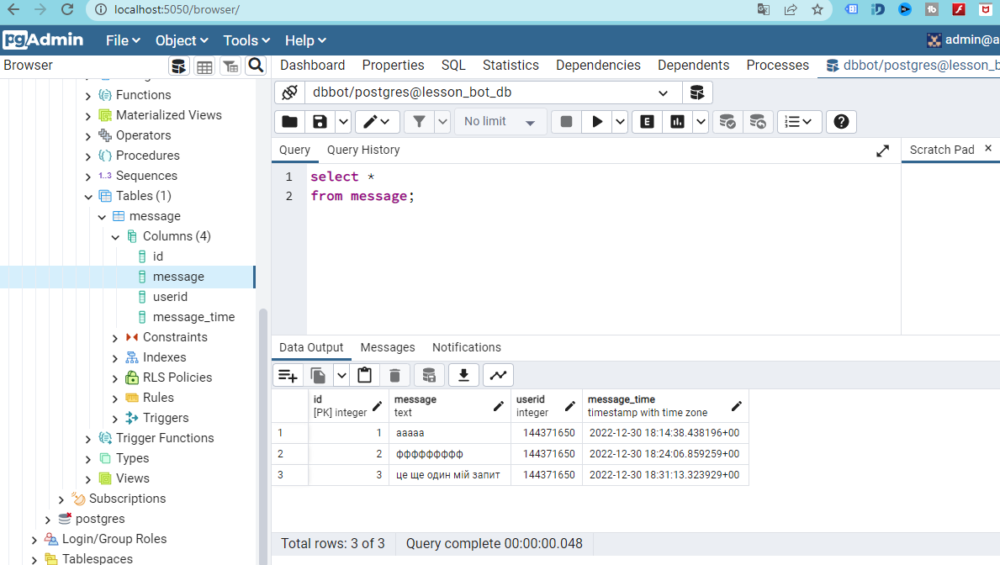 localhost:5050/browser/
pgAdmin File Object Tools Help admin@a
Browser Dashboard Properties SQL Statistics Dependencies Dependents Processes dbbot/postgres@lesson_b
dbbot/postgres@lesson_bot_db
No limit E
Query Query History Scratch Pad
1 select *
2 from message;
Functions
Materialized Views
Operators
Procedures
1..3 Sequences
Tables (1)
message
Columns (4)
id
message
userid
message_time
Constraints
Indexes
RLS Policies
Rules
Triggers
Trigger Functions
Types
Views
Subscriptions
postgres
Login/Group Roles
Tablespaces
Data Output Messages Notifications
id message userid message_time
[PK] integer text integer timestamp with time zone
1 1 ааааа 144371650 2022-12-30 18:14:38.438196+00
2 2 ффффффффф 144371650 2022-12-30 18:24:06.859259+00
3 3 це ще один мій запит 144371650 2022-12-30 18:31:13.323929+00
Total rows: 3 of 3 Query complete 00:00:00.048